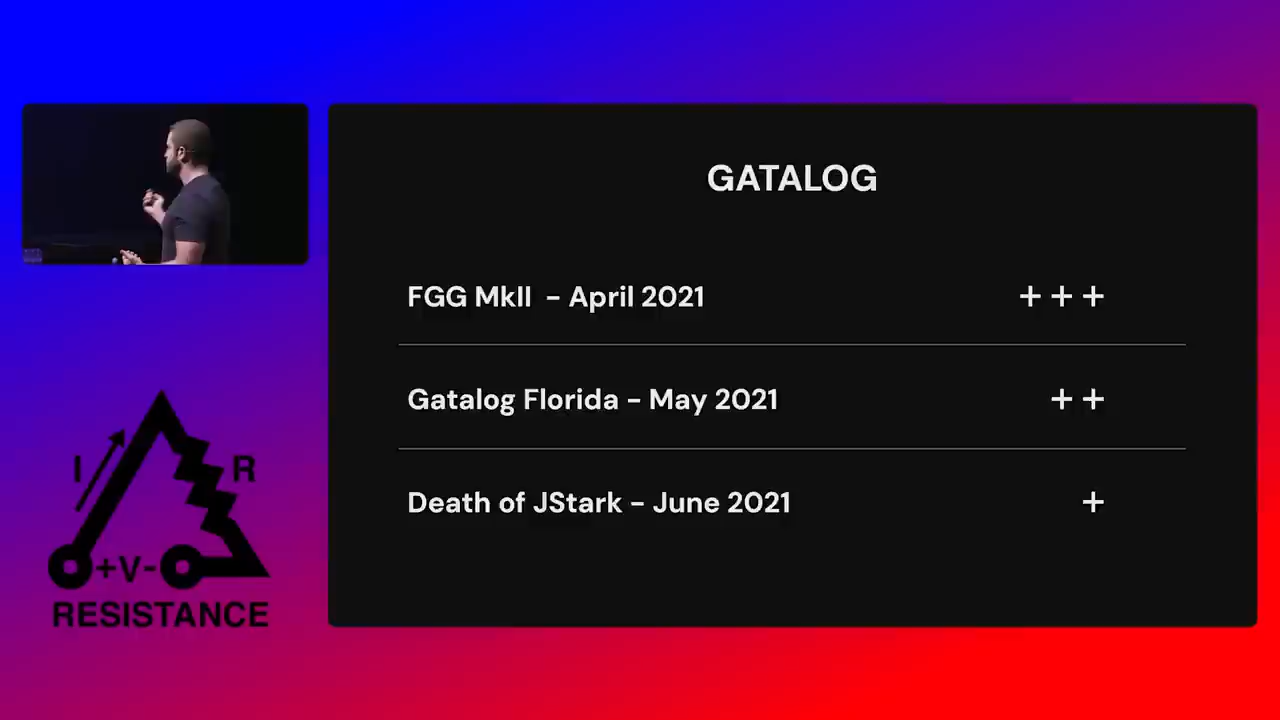 GATALOG
FGG MkII - April 2021
+ + +
Gatalog Florida - May 2021
+ +
Death of JStark - June 2021
+
I
R
+V-
RESISTANCE